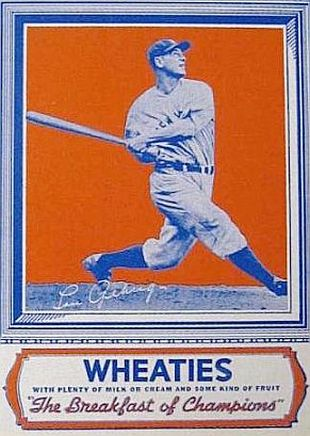 Lou Gehrig
WHEATIES
WITH PLENTY OF MILK OR CREAM AND SOME KIND OF FRUIT
"The Breakfast of Champions"